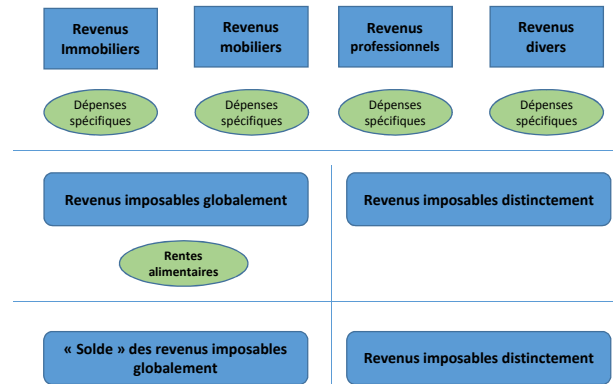 Revenus
Immobiliers
Revenus
mobiliers
Revenus
professionnels
Revenus
divers
Dépenses
spécifiques
Dépenses
spécifiques
Dépenses
spécifiques
Dépenses
spécifiques
Revenus imposables globalement
Revenus imposables distinctement
Rentes
alimentaires
« Solde » des revenus imposables
globalement
Revenus imposables distinctement